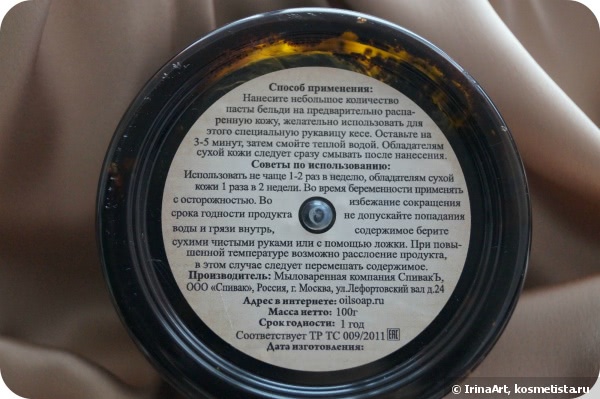 Способ применения:
Нанесите небольшое количество
пасты бельди на предварительно распа-
ренную кожу, желательно использовать для
этого специальную рукавицу кесе. Оставьте на
3-5 минут, затем смойте теплой водой. Обладателям
сухой кожи следует сразу смывать после нанесения.
Советы по использованию:
Использовать не чаще 1-2 раз в неделю, обладателям сухой
кожи 1 раза в 2 недели. Во время беременности применять
с осторожностью. Во избежание сокращения
срока годности продукта не допускайте попадания
воды и грязи внутрь, содержимое берите
сухими чистыми руками или с помощью ложки. При повы-
шенной температуре возможно расслоение продукта,
в этом случае следует перемешать содержимое.
Производитель: Мыловаренная компания СпивакЪ,
ООО «Спивак», Россия, г. Москва, ул.Лефортовский вал д.24
Адрес в интернете: oilsoap.ru
Масса нетто: 100г
Срок годности: 1 год
Соответствует ТР ТС 009/2011 ЕАС
Дата изготовления:
© IrinaArt, kosmetista.ru